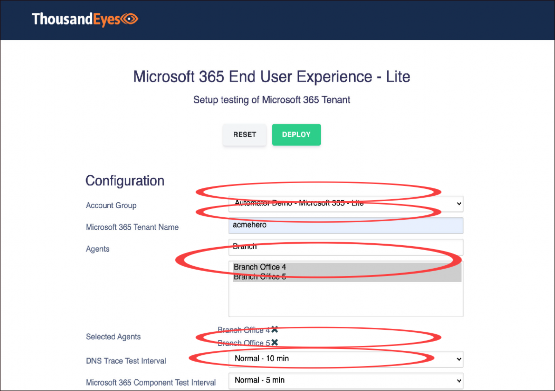 ThousandEyes
Microsoft 365 End User Experience - Lite
Setup testing of Microsoft 365 Tenant
RESET
DEPLOY
Configuration
Account Group
Automator Demo - Microsoft 365 - Lite
Microsoft 365 Tenant Name
acmehero
Agents
Branch
Branch Office 4
Branch Office 5
Selected Agents
Branch Office 4✖
Branch Office 5✖
DNS Trace Test Interval
Normal - 10 min
Microsoft 365 Component Test Interval
Normal - 5 min